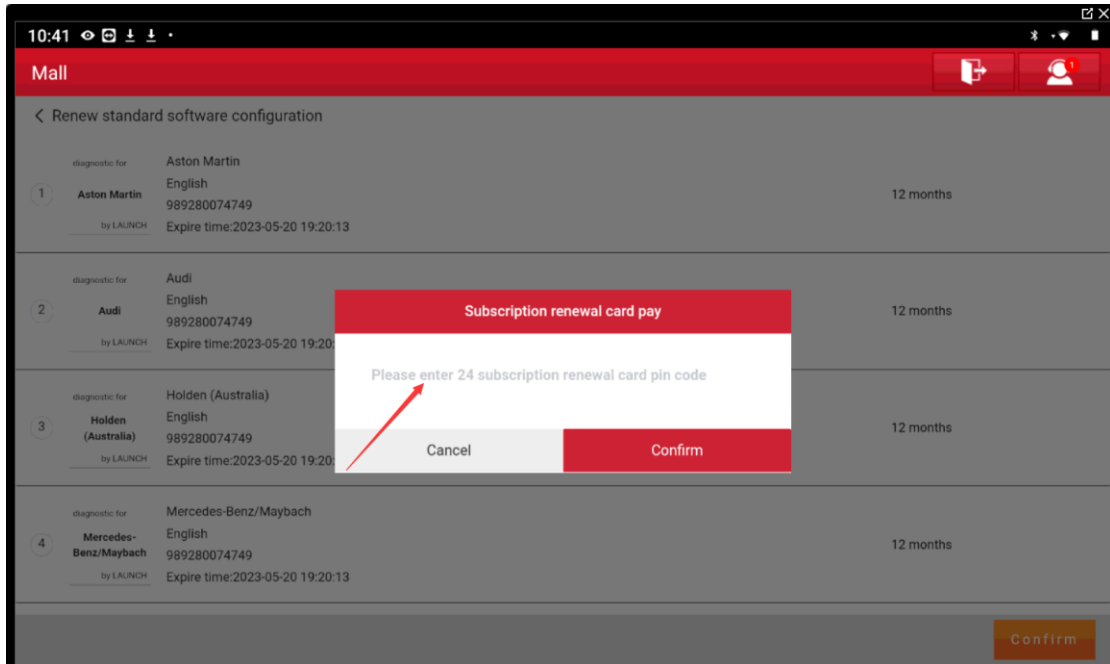 10:41
Mall
1
Renew standard software configuration
diagnostic for
Aston Martin
by LAUNCH
1
Aston Martin
English
989280074749
Expire time:2023-05-20 19:20:13
12 months
diagnostic for
Audi
by LAUNCH
2
Audi
English
989280074749
Expire time:2023-05-20 19:20:
12 months
Subscription renewal card pay
Please enter 24 subscription renewal card pin code
Cancel
Confirm
diagnostic for
Holden
(Australia)
by LAUNCH
3
Holden (Australia)
English
989280074749
Expire time:2023-05-20 19:20:
12 months
diagnostic for
Mercedes-
Benz/Maybach
by LAUNCH
4
Mercedes-Benz/Maybach
English
989280074749
Expire time:2023-05-20 19:20:13
12 months
Confirm